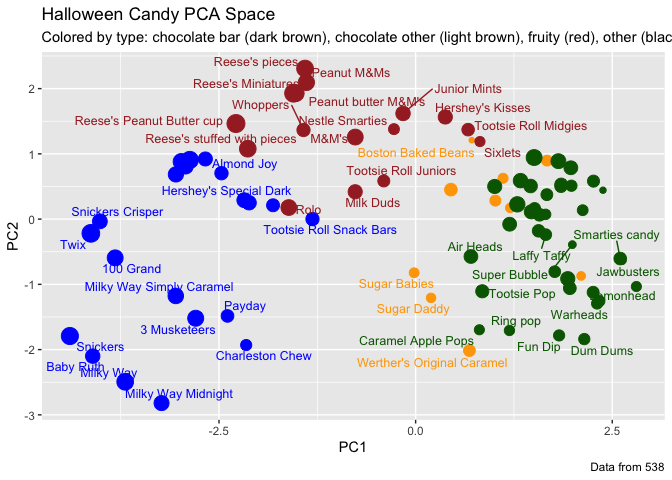 Halloween Candy PCA Space
Colored by type: chocolate bar (dark brown), chocolate other (light brown), fruity (red), other (blac
Reese's pieces
Peanut M&Ms
Reese's Miniatures
Junior Mints
Whoppers
Peanut butter M&M's
Hershey's Kisses
Reese's Peanut Butter cup
Nestle Smarties
Tootsie Roll Midgies
Reese's stuffed with pieces
M&M's
Boston Baked Beans
Sixlets
Almond Joy
Tootsie Roll Juniors
Hershey's Special Dark
Milk Duds
Snickers Crisper
Rolo
Tootsie Roll Snack Bars
Smarties candy
Twix
Air Heads
Laffy Taffy
100 Grand
Super Bubble
Jawbusters
Milky Way Simply Caramel
Sugar Babies
Tootsie Pop
monhead
Payday
Sugar Daddy
Warheads
3 Musketeers
Ring pop
Snickers
Charleston Chew
Caramel Apple Pops
Fun Dip
Dum Dums
Baby Ruth
Milky Way
Werther's Original Caramel
Milky Way Midnight
2
1
0
-1
-2
-3
PC2
-2.5
0.0
2.5
PC1
Data from 538